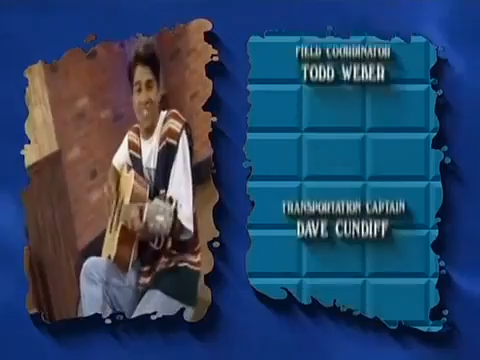 FIELD COORDINATOR
TODD WEBER
TRANSPORTATION CAPTAIN
DAVE CUNDIFF